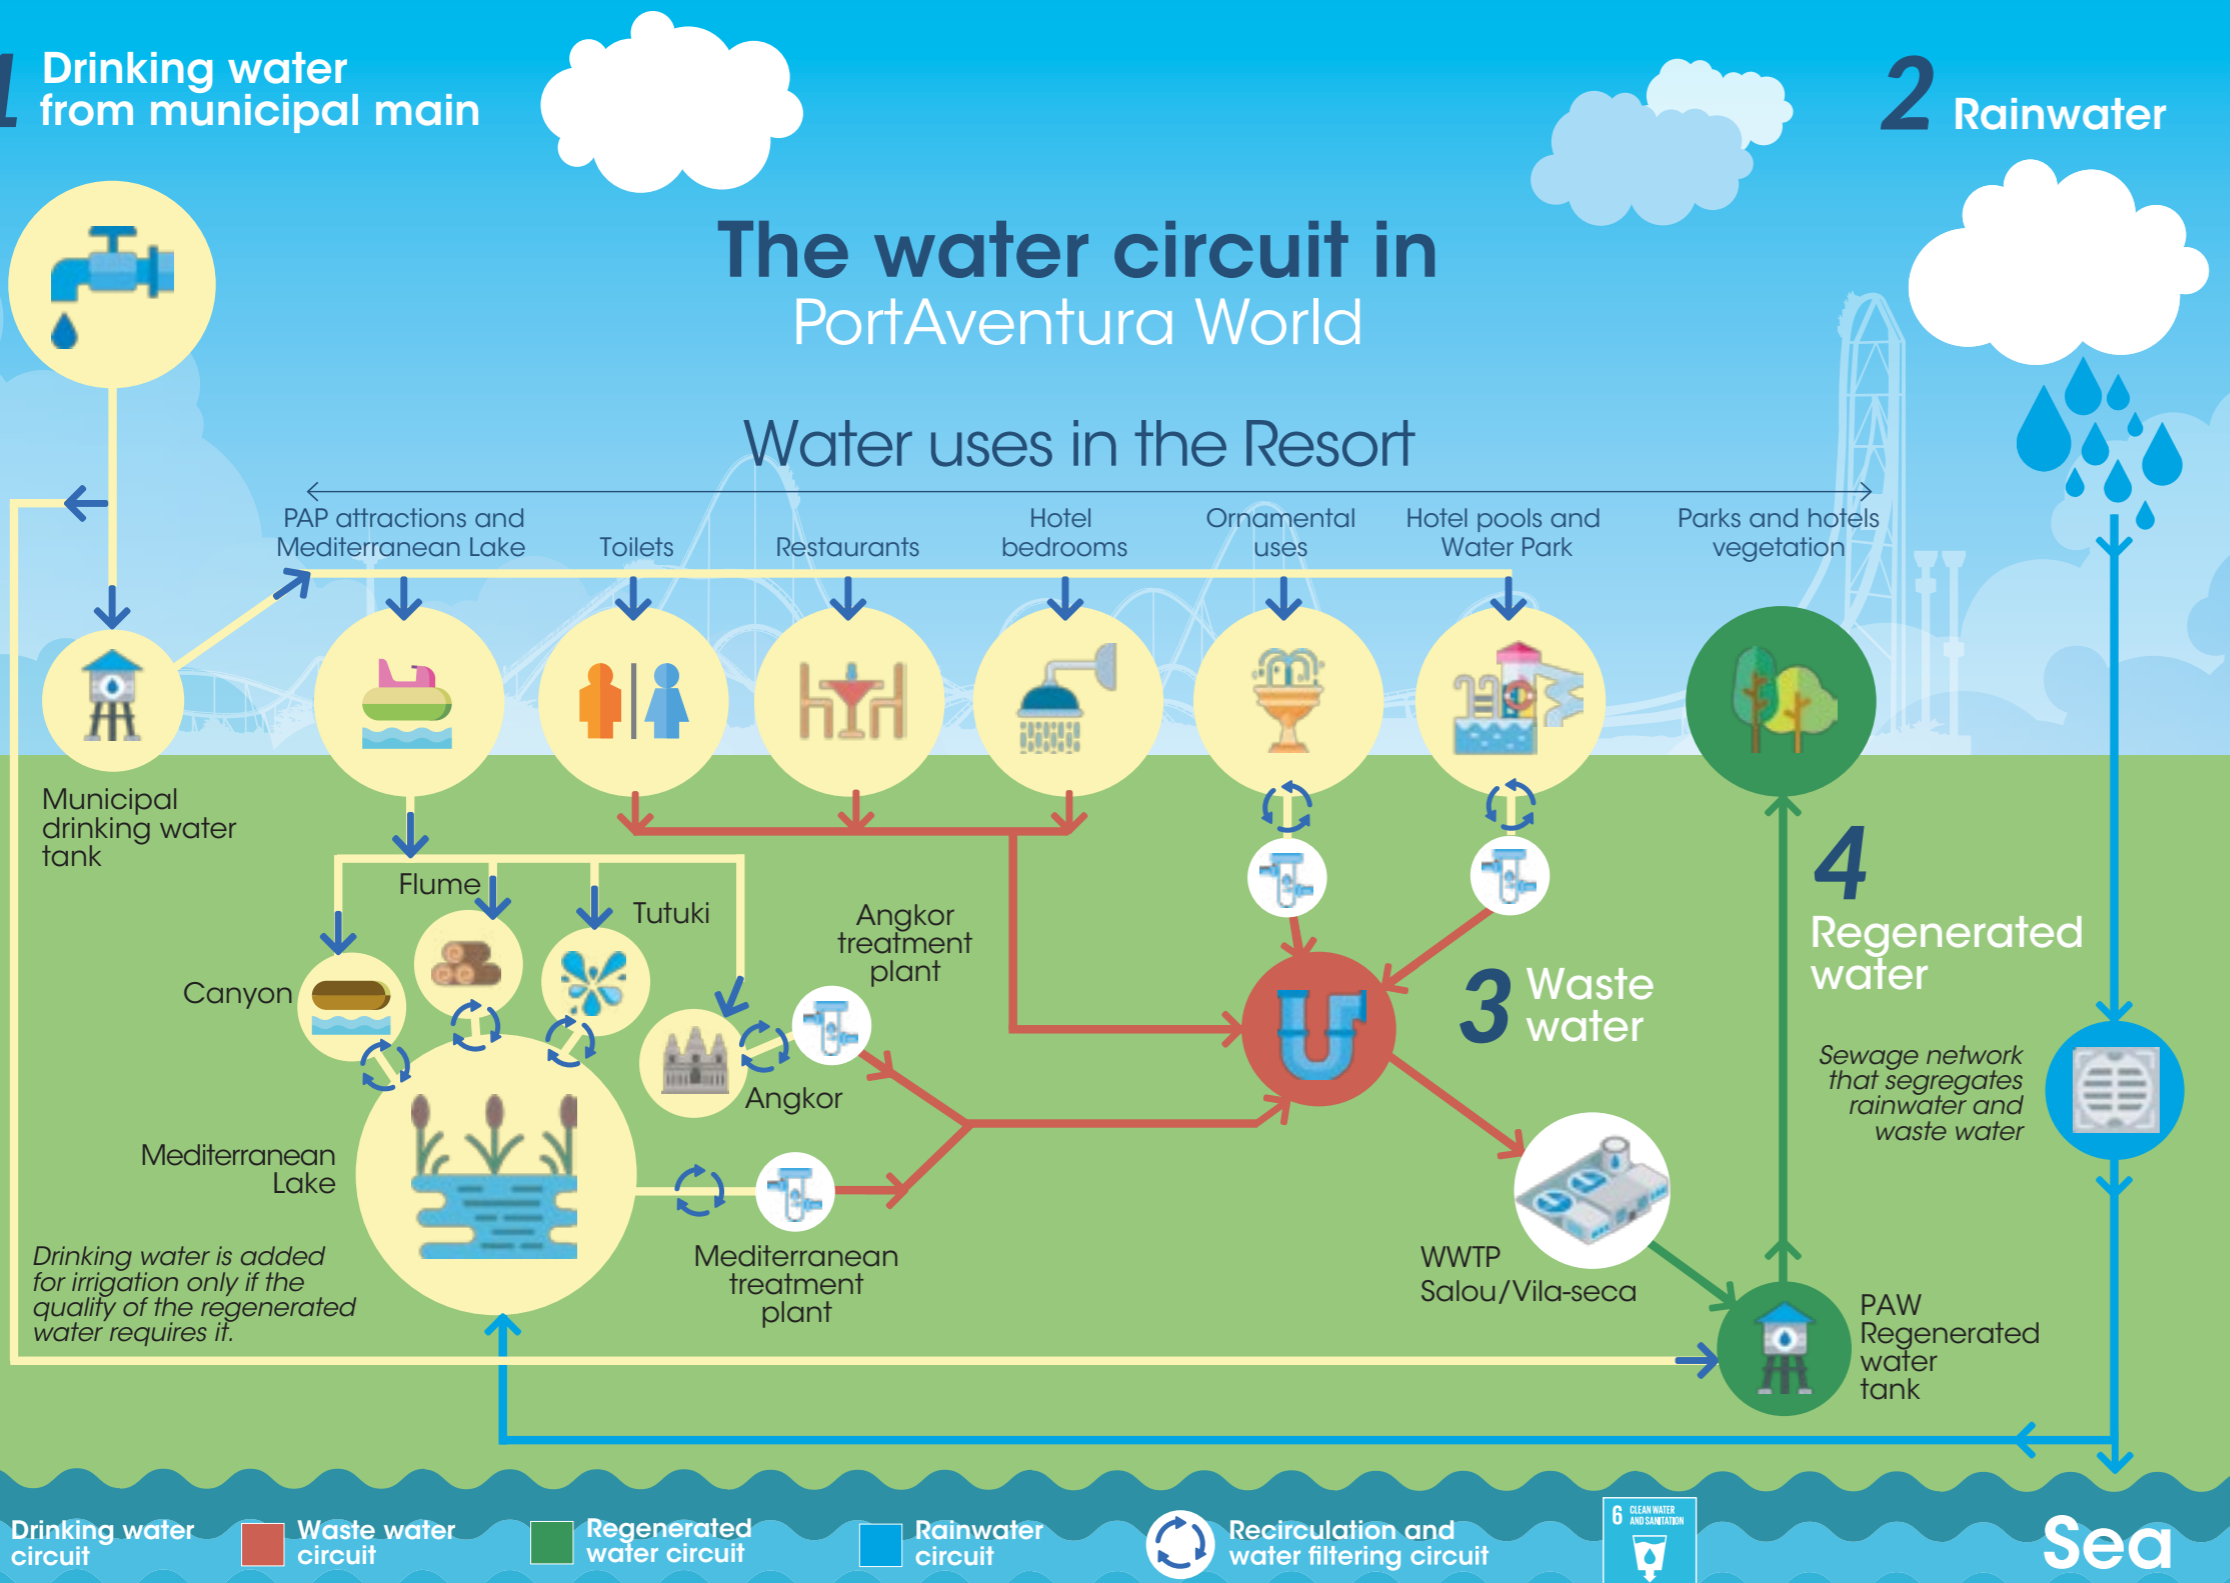 1
Drinking water
from municipal main
2
Rainwater
The water circuit in
PortAventura World
Water uses in the Resort
PAP attractions and
Mediterranean Lake
Toilets
Restaurants
Hotel
bedrooms
Ornamental
uses
Hotel pools and
Water Park
Parks and hotels
vegetation
Municipal
drinking water
tank
Flume
Tutuki
Canyon
Angkor
treatment
plant
Angkor
3
Waste
water
4
Regenerated
water
Sewage network
that segregates
rainwater and
waste water
Mediterranean
Lake
Drinking water is added
for irrigation only if the
quality of the regenerated
water requires it.
Mediterranean
treatment
plant
WWTP
Salou/Vila-seca
PAW
Regenerated
water
tank
Drinking water
circuit
Waste water
circuit
Regenerated
water circuit
Rainwater
circuit
Recirculation and
water filtering circuit
6 CLEAN WATER
AND SANITATION
Sea